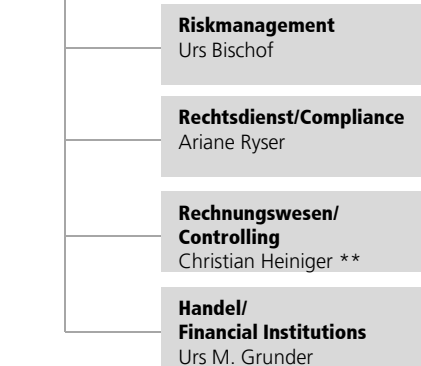 Riskmanagement
Urs Bischof
Rechtsdienst/Compliance
Ariane Ryser
Rechnungswesen/
Controlling
Christian Heiniger **
Handel/
Financial Institutions
Urs M. Grunder